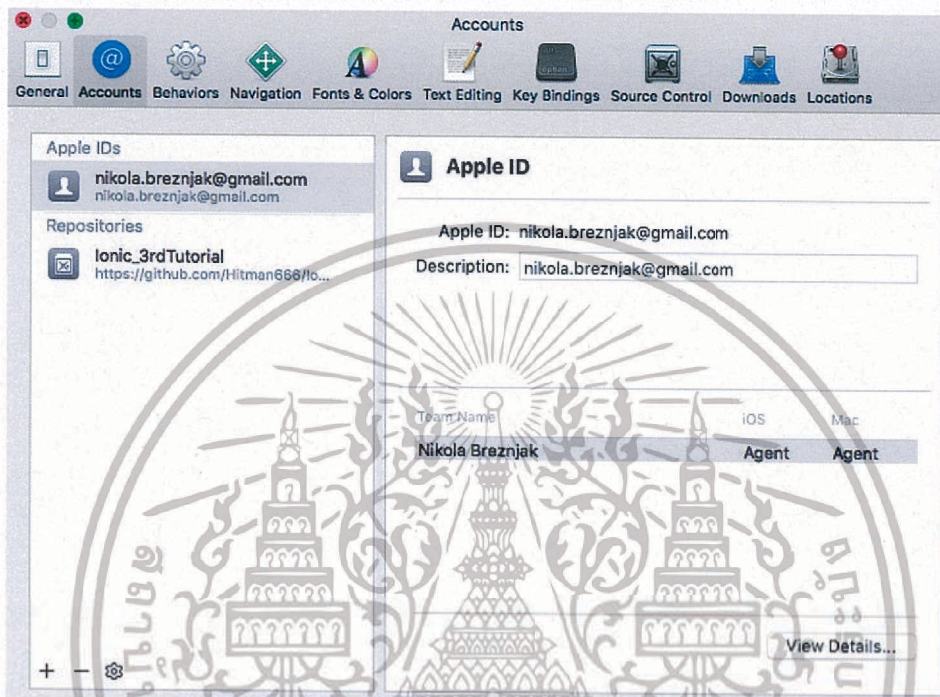 Accounts
General Accounts Behaviors Navigation Fonts & Colors Text Editing Key Bindings Source Control Downloads Locations
Apple IDs
nikola.breznjak@gmail.com
nikola.breznjak@gmail.com
Repositories
Ionic_3rdTutorial
https://github.com/Hitman666/Io...
Apple ID
Apple ID: nikola.breznjak@gmail.com
Description: nikola.breznjak@gmail.com
Team Name iOS Mac
Nikola Breznjak Agent Agent
View Details...